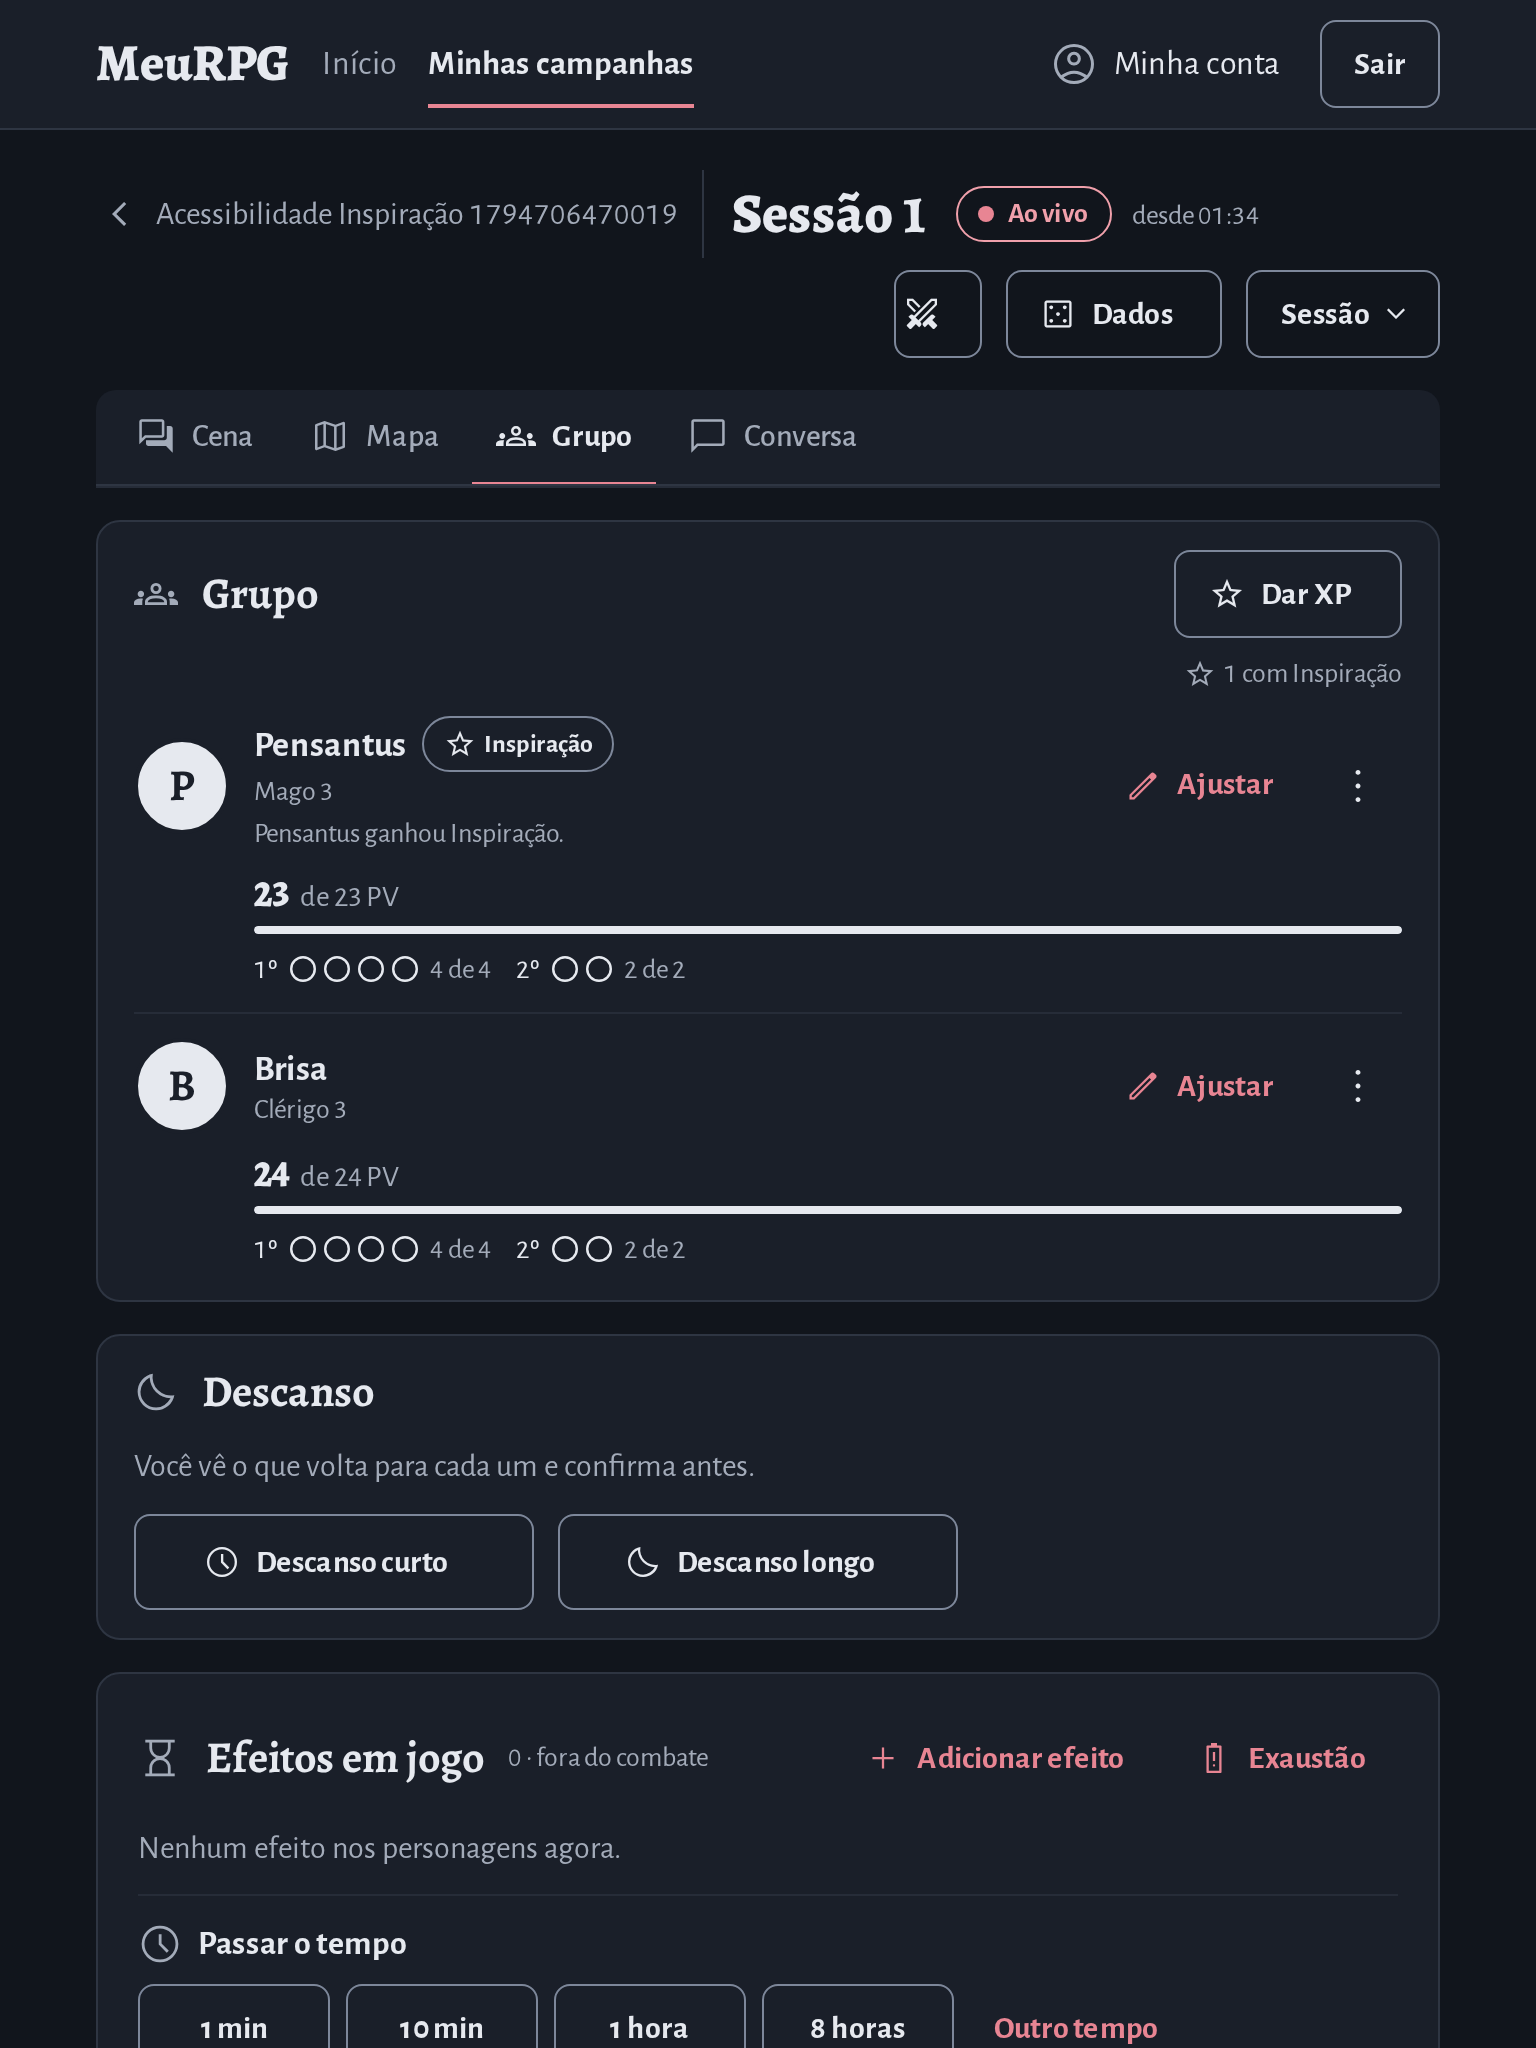 MeuRPG Início Minhas campanhas Minha conta Sair
Acessibilidade Inspiração 1794706470019 Sessão 1 Ao vivo desde 01:34
Dados Sessão
Cena Mapa Grupo Conversa
Grupo Dar XP
1 com Inspiração
P Pensantus Inspiração
Mago 3 Ajustar
Pensantus ganhou Inspiração.
23 de 23 PV
1º 4 de 4 2º 2 de 2
B Brisa Ajustar
Clérigo 3
24 de 24 PV
1º 4 de 4 2º 2 de 2
Descanso
Você vê o que volta para cada um e confirma antes.
Descanso curto Descanso longo
Efeitos em jogo 0 · fora do combate Adicionar efeito Exaustão
Nenhum efeito nos personagens agora.
Passar o tempo
1 min 10 min 1 hora 8 horas Outro tempo